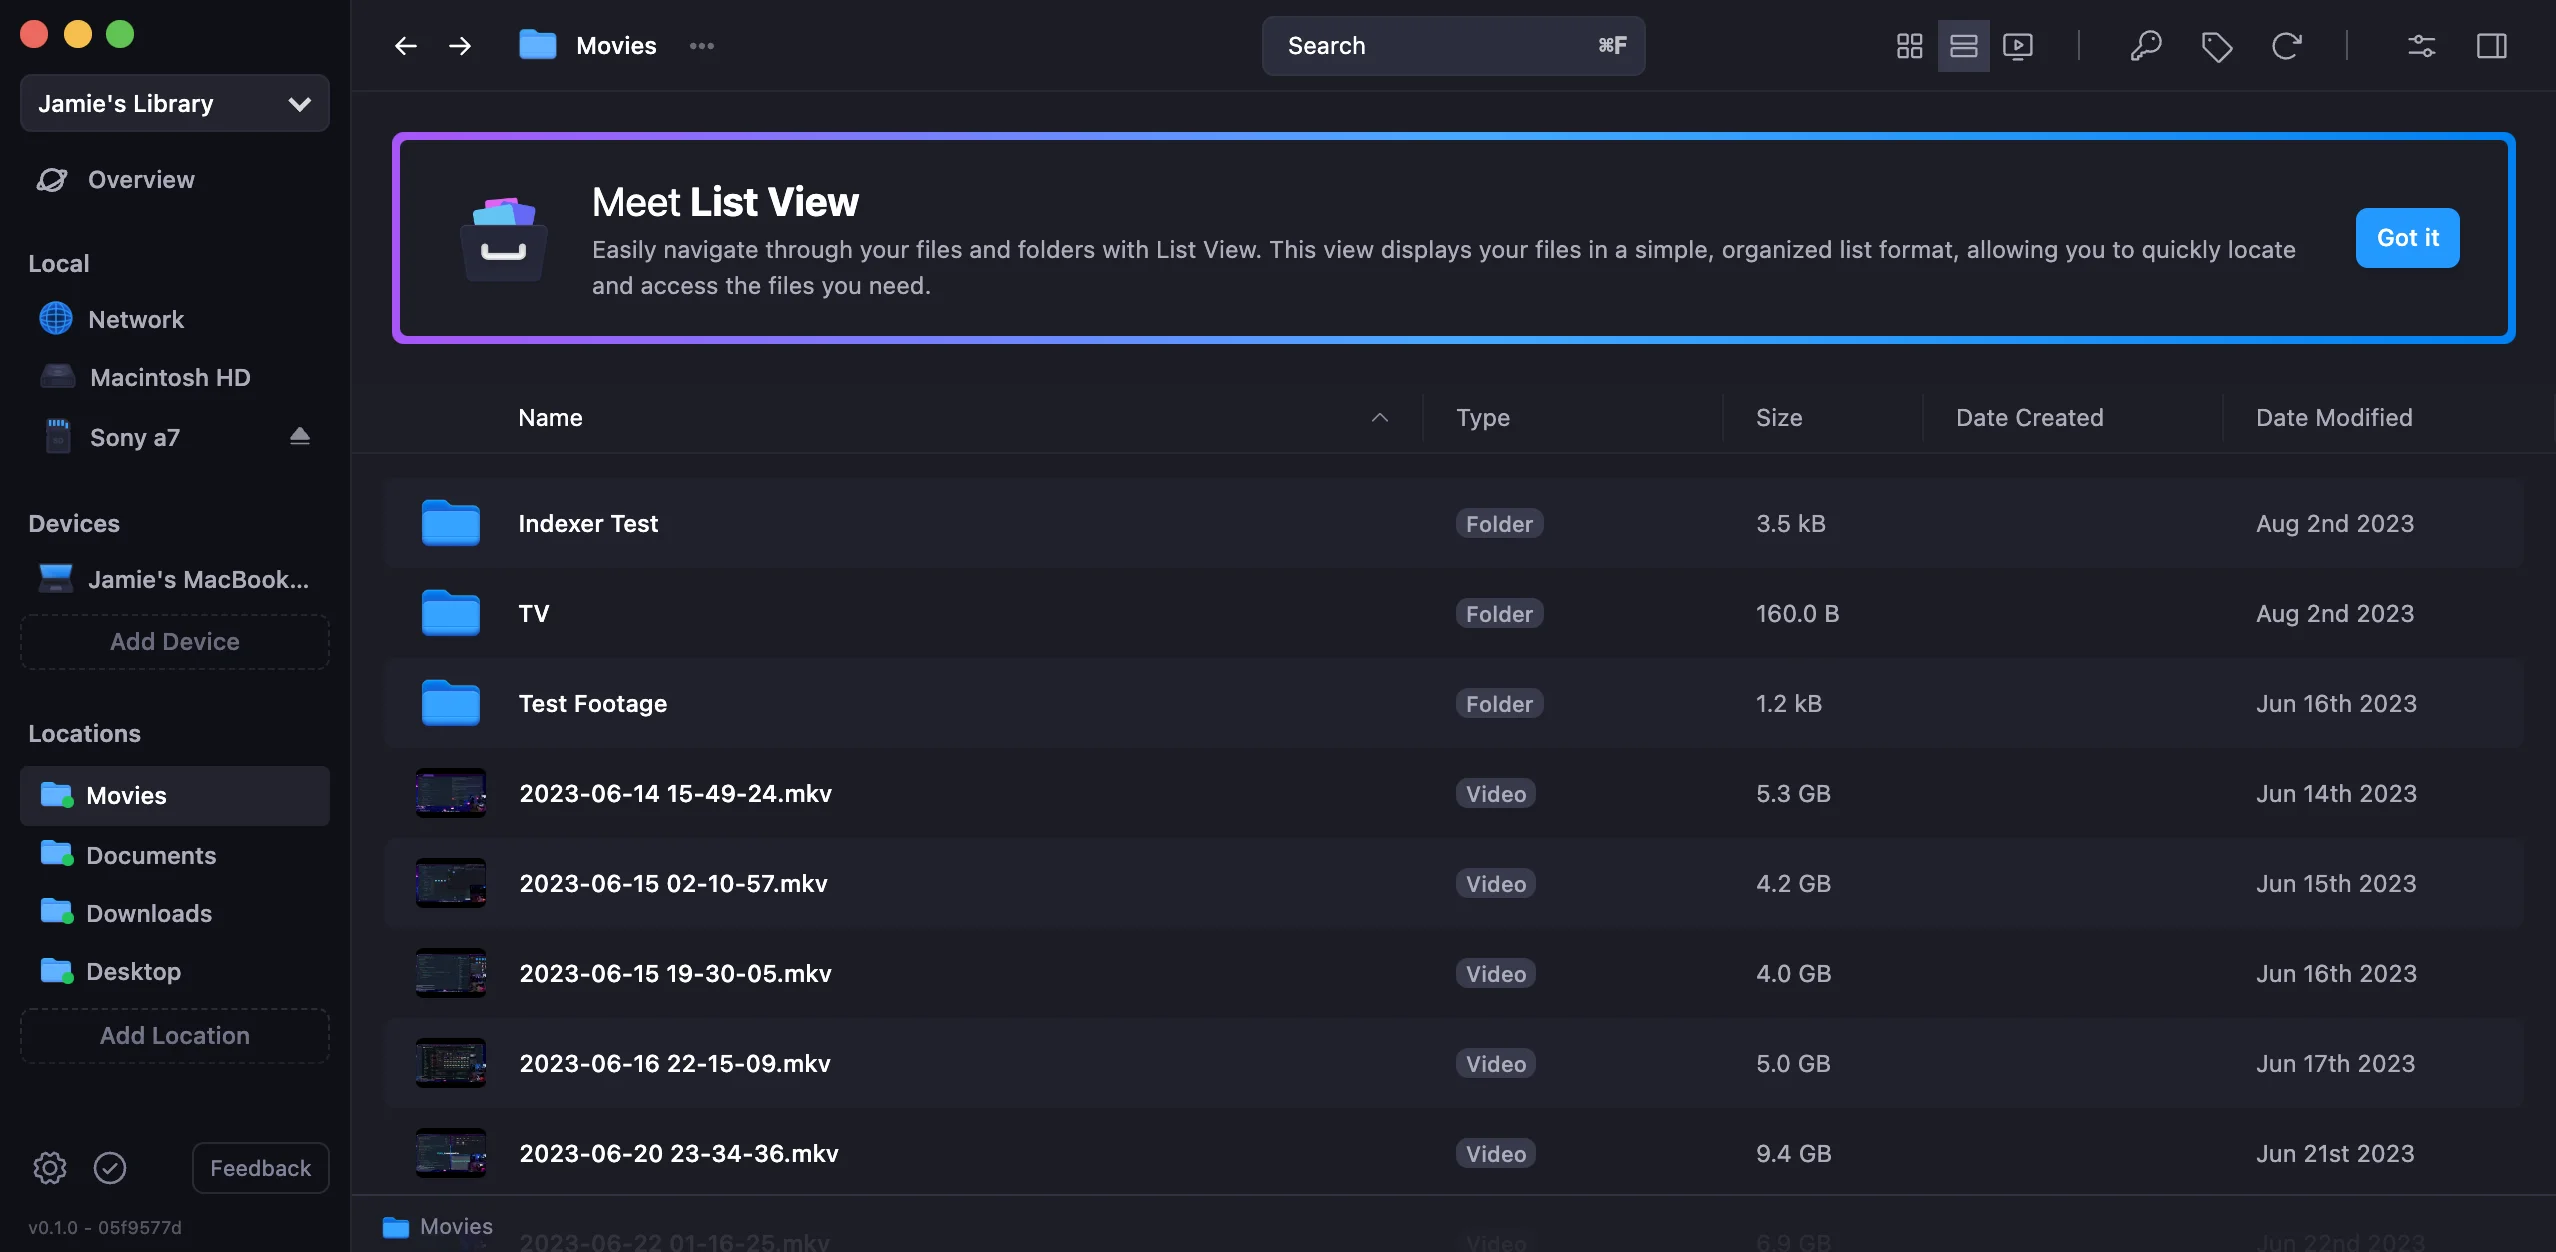 Jamie's Library
Overview
Local
Network
Macintosh HD
Sony a7
Devices
Jamie's MacBook...
Add Device
Locations
Movies
Documents
Downloads
Desktop
Add Location
Feedback
v0.1.0 - 05f9577d
Movies
Search ⌘F
Meet List View
Easily navigate through your files and folders with List View. This view displays your files in a simple, organized list format, allowing you to quickly locate
and access the files you need.
Got it
Name Type Size Date Created Date Modified
Indexer Test Folder 3.5 kB Aug 2nd 2023
TV Folder 160.0 B Aug 2nd 2023
Test Footage Folder 1.2 kB Jun 16th 2023
2023-06-14 15-49-24.mkv Video 5.3 GB Jun 14th 2023
2023-06-15 02-10-57.mkv Video 4.2 GB Jun 15th 2023
2023-06-15 19-30-05.mkv Video 4.0 GB Jun 16th 2023
2023-06-16 22-15-09.mkv Video 5.0 GB Jun 17th 2023
2023-06-20 23-34-36.mkv Video 9.4 GB Jun 21st 2023
Movies
2023-06-22 01-16-25.mkv Video 6.9 GB Jun 22nd 2023